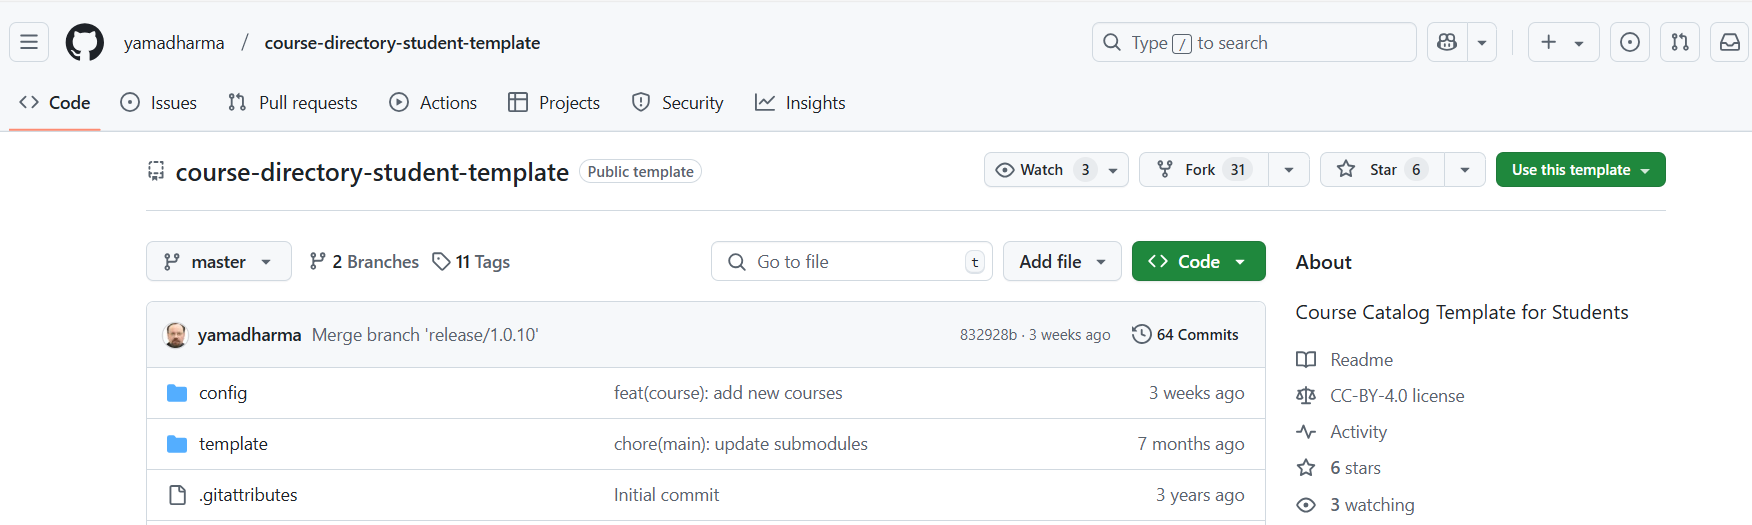 yamadharma / course-directory-student-template
Type / to search
Code Issues Pull requests Actions Projects Security Insights
course-directory-student-template Public template
Watch 3 Fork 31 Star 6 Use this template
master 2 Branches 11 Tags Go to file t Add file Code
About
Course Catalog Template for Students
yamadharma Merge branch 'release/1.0.10' 832928b · 3 weeks ago 64 Commits
Readme
config feat(course): add new courses 3 weeks ago
CC-BY-4.0 license
Activity
template chore(main): update submodules 7 months ago
6 stars
.gitattributes Initial commit 3 years ago
3 watching